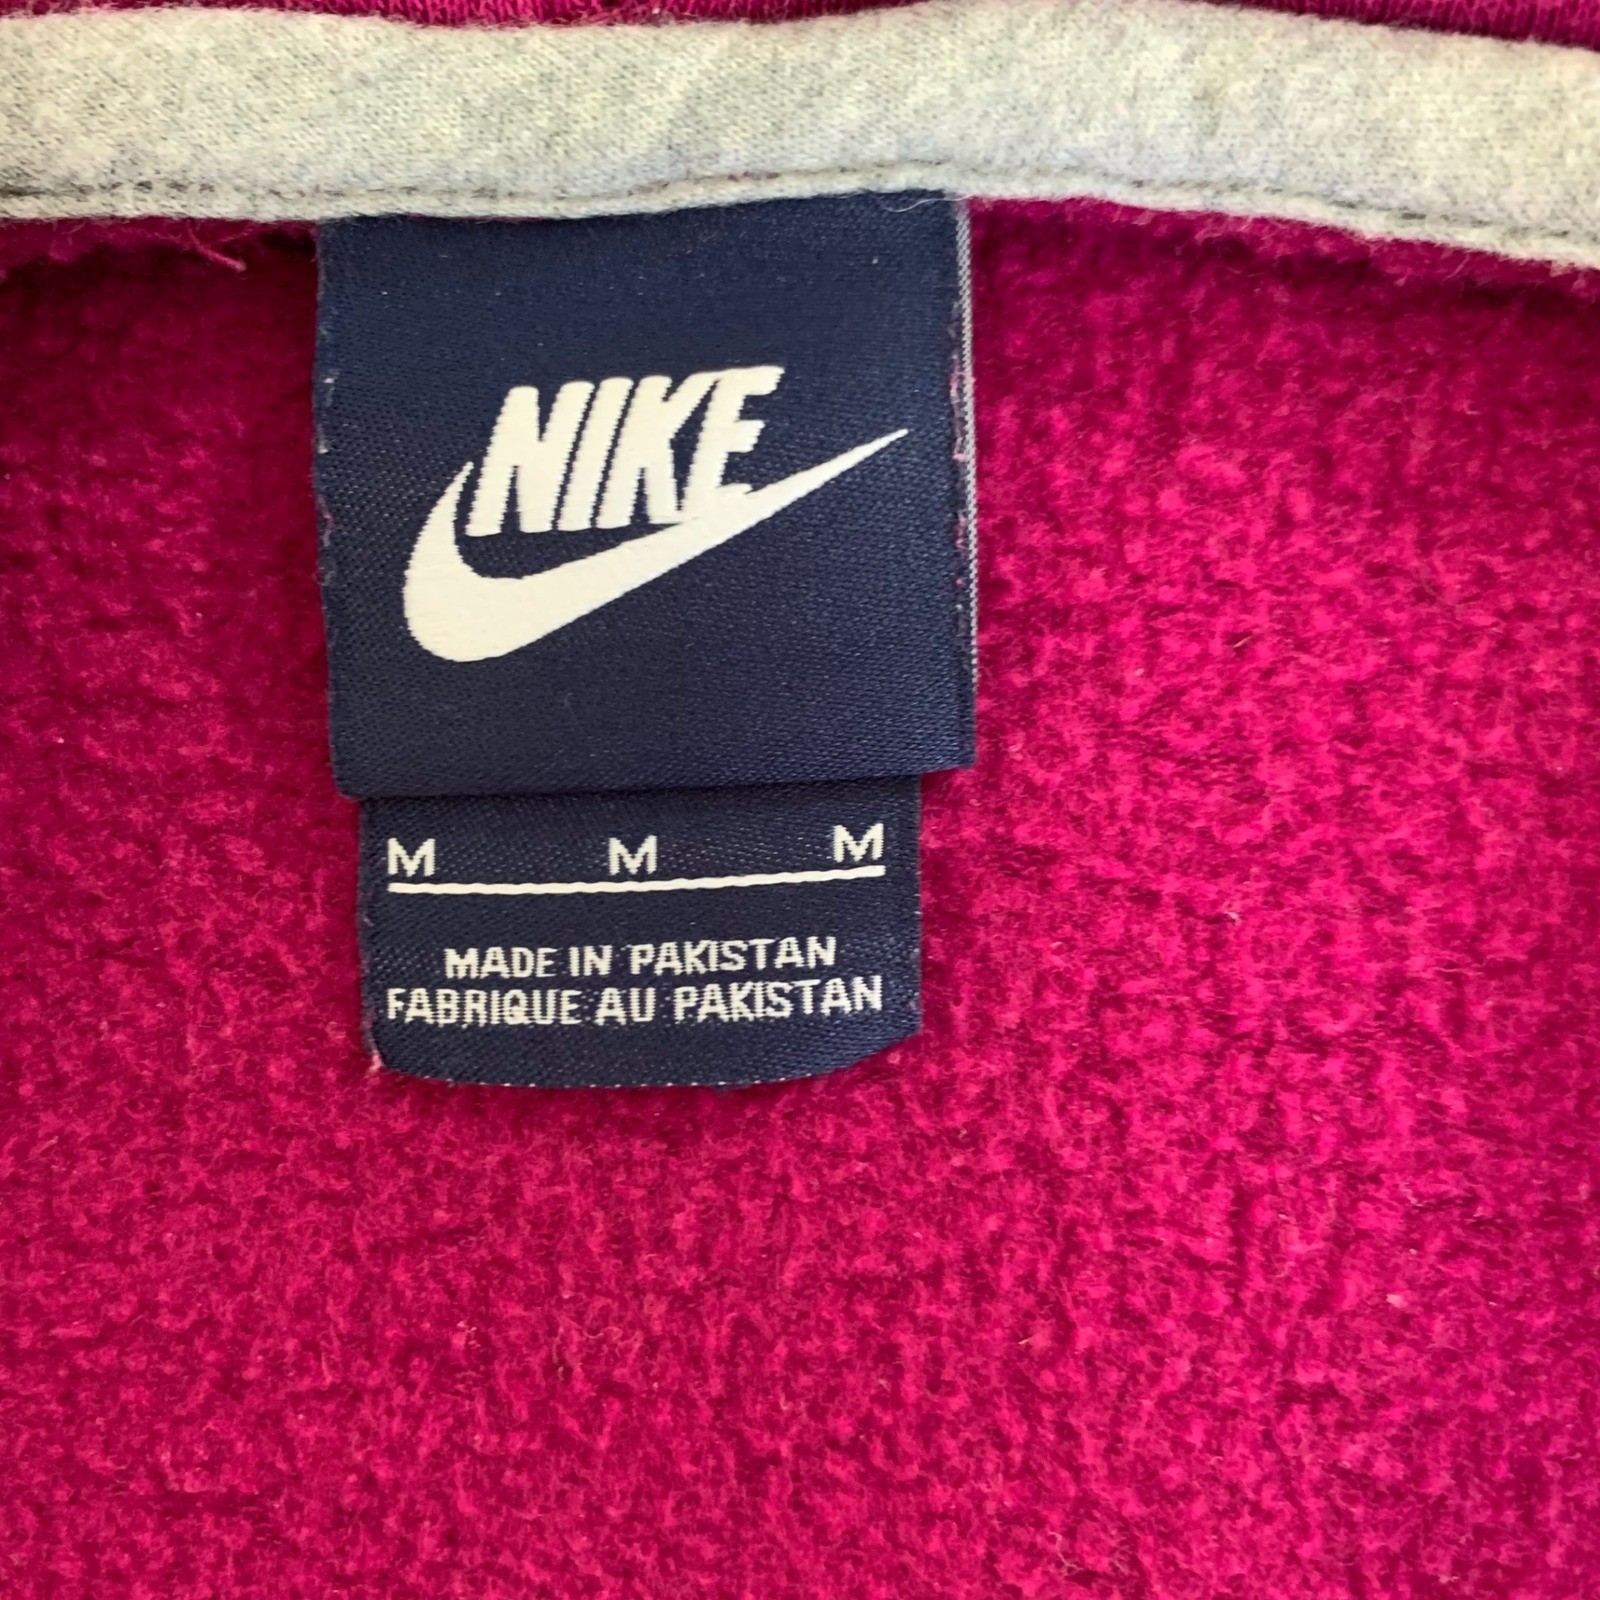 NIKE
M M M
MADE IN PAKISTAN
FABRIQUE AU PAKISTAN